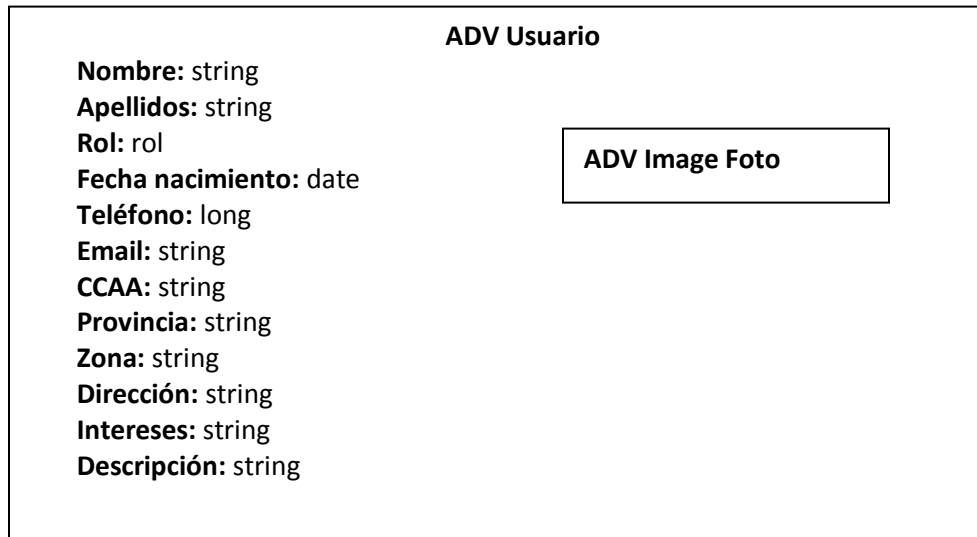 ADV Usuario
Nombre: string
Apellidos: string
Rol: rol
ADV Image Foto
Fecha nacimiento: date
Teléfono: long
Email: string
CCAA: string
Provincia: string
Zona: string
Dirección: string
Intereses: string
Descripción: string